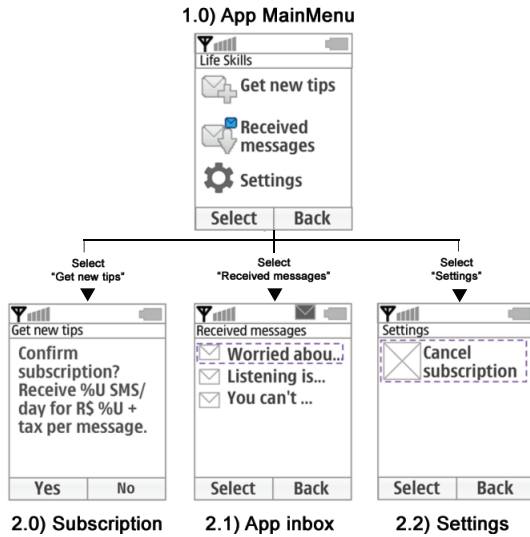 1.0) App MainMenu
Life Skills
Get new tips
Received
messages
Settings
Select Back
Select
"Get new tips"
Select
"Received messages"
Select
"Settings"
Get new tips
Confirm
subscription?
Receive %U SMS/
day for R$ %U +
tax per message.
Yes No
Received messages
Worried abou..
Listening is...
You can't ...
Select Back
Settings
Cancel
subscription
Select Back
2.0) Subscription
2.1) App inbox
2.2) Settings